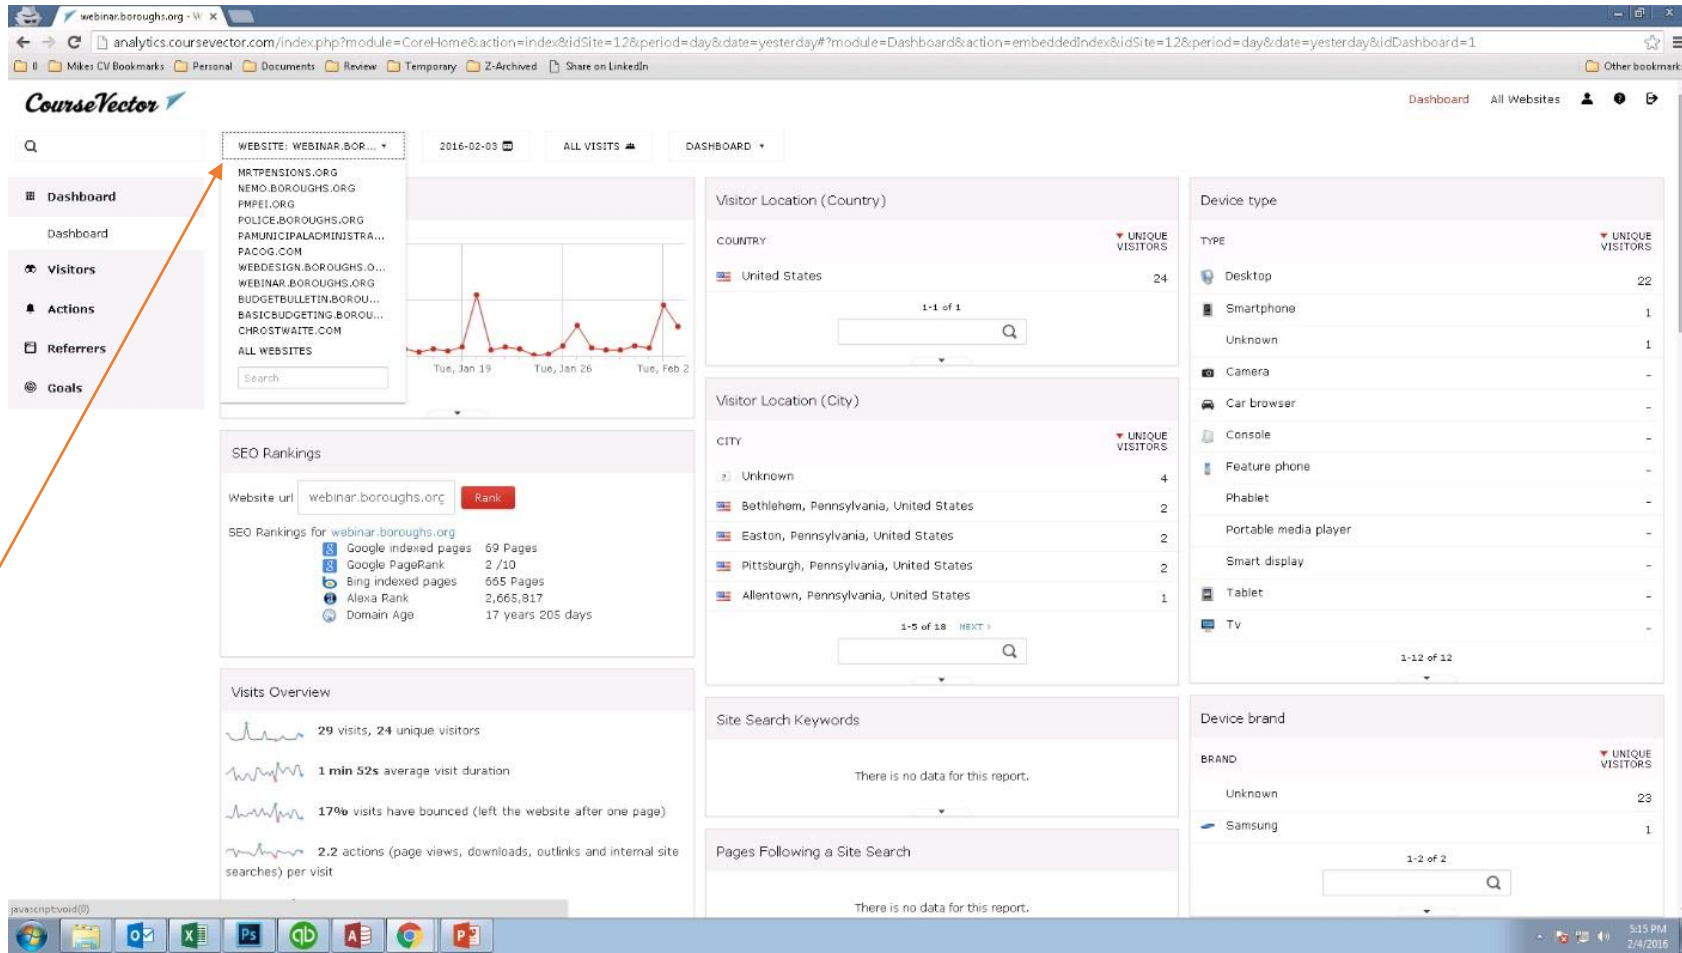 webinar.boroughs.org - W
analytics.coursevector.com/index.php?module=CoreHome&action=index&idSite=12&period=day&date=yesterday#?module=Dashboard&action=embeddedIndex&idSite=12&period=day&date=yesterday&idDashboard=1
Mikes CV Bookmarks Personal Documents Review Temporary Z-Archived Share on LinkedIn Other bookmark
CourseVector
Dashboard All Websites
WEBSITE: WEBINAR.BOR... 2016-02-03 ALL VISITS DASHBOARD
MRTPENSIONS.ORG
NEMO.BOROUGHS.ORG
PMPEI.ORG
POLICE.BOROUGHS.ORG
PAMUNICIPALADMINISTRA...
PACOG.COM
WEBDESIGN.BOROUGHS.O...
WEBINAR.BOROUGHS.ORG
BUDGETBULLETIN.BOROU...
BASICBUDGETING.BOROU...
CHROSTWAITE.COM
ALL WEBSITES
Search
Dashboard
Dashboard
Visitors
Actions
Referrers
Goals
Tue, Jan 19 Tue, Jan 26 Tue, Feb 2
SEO Rankings
Website url webinar.boroughs.org Rank
SEO Rankings for webinar.boroughs.org
Google indexed pages 69 Pages
Google PageRank 2 /10
Bing indexed pages 665 Pages
Alexa Rank 2,665,817
Domain Age 17 years 205 days
Visits Overview
29 visits, 24 unique visitors
1 min 52s average visit duration
17% visits have bounced (left the website after one page)
2.2 actions (page views, downloads, outlinks and internal site
searches) per visit
Visitor Location (Country)
COUNTRY UNIQUE
VISITORS
United States 24
1-1 of 1
Visitor Location (City)
CITY UNIQUE
VISITORS
Unknown 4
Bethlehem, Pennsylvania, United States 2
Easton, Pennsylvania, United States 2
Pittsburgh, Pennsylvania, United States 2
Allentown, Pennsylvania, United States 1
1-5 of 18 NEXT ›
Site Search Keywords
There is no data for this report.
Pages Following a Site Search
There is no data for this report.
Device type
TYPE UNIQUE
VISITORS
Desktop 22
Smartphone 1
Unknown 1
Camera -
Car browser -
Console -
Feature phone -
Phablet -
Portable media player -
Smart display -
Tablet -
Tv -
1-12 of 12
Device brand
BRAND UNIQUE
VISITORS
Unknown 23
Samsung 1
1-2 of 2
javascript:void(0)
5:15 PM
2/4/2016